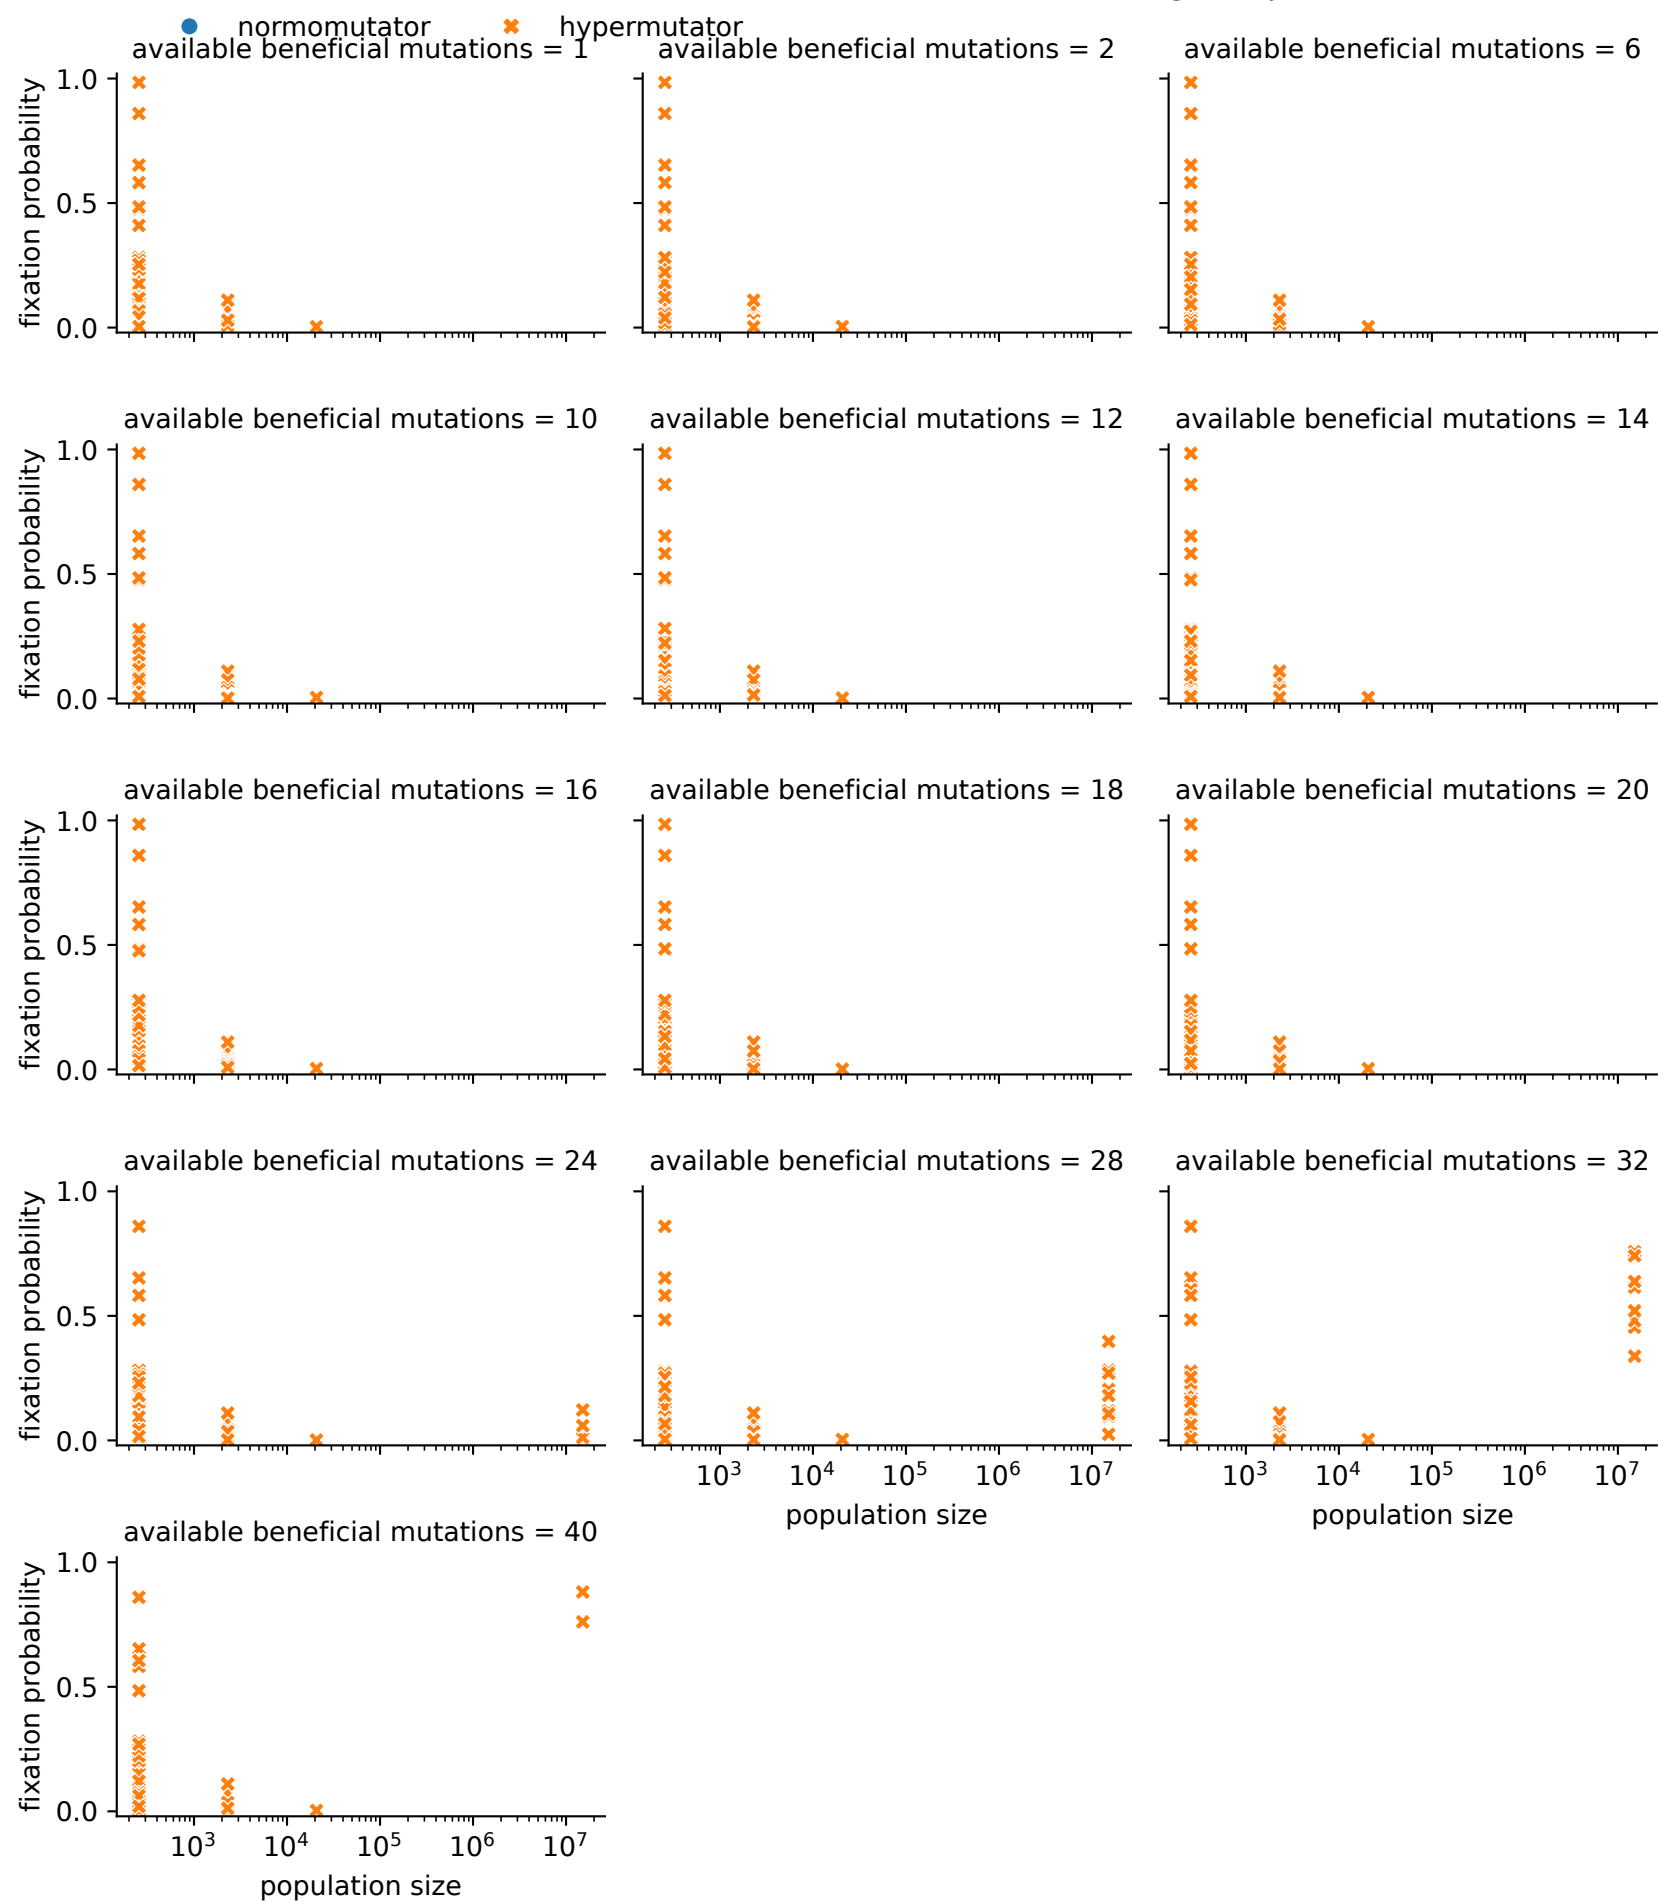 normomutator hypermutator
available beneficial mutations = 1 available beneficial mutations = 2 available beneficial mutations = 6
1.0
0.5
0.0
fixation probability
available beneficial mutations = 10 available beneficial mutations = 12 available beneficial mutations = 14
1.0
0.5
0.0
fixation probability
available beneficial mutations = 16 available beneficial mutations = 18 available beneficial mutations = 20
1.0
0.5
0.0
fixation probability
available beneficial mutations = 24 available beneficial mutations = 28 available beneficial mutations = 32
1.0
0.5
0.0
fixation probability
10³ 10⁴ 10⁵ 10⁶ 10⁷ 10³ 10⁴ 10⁵ 10⁶ 10⁷
population size population size
available beneficial mutations = 40
1.0
0.5
0.0
fixation probability
10³ 10⁴ 10⁵ 10⁶ 10⁷
population size